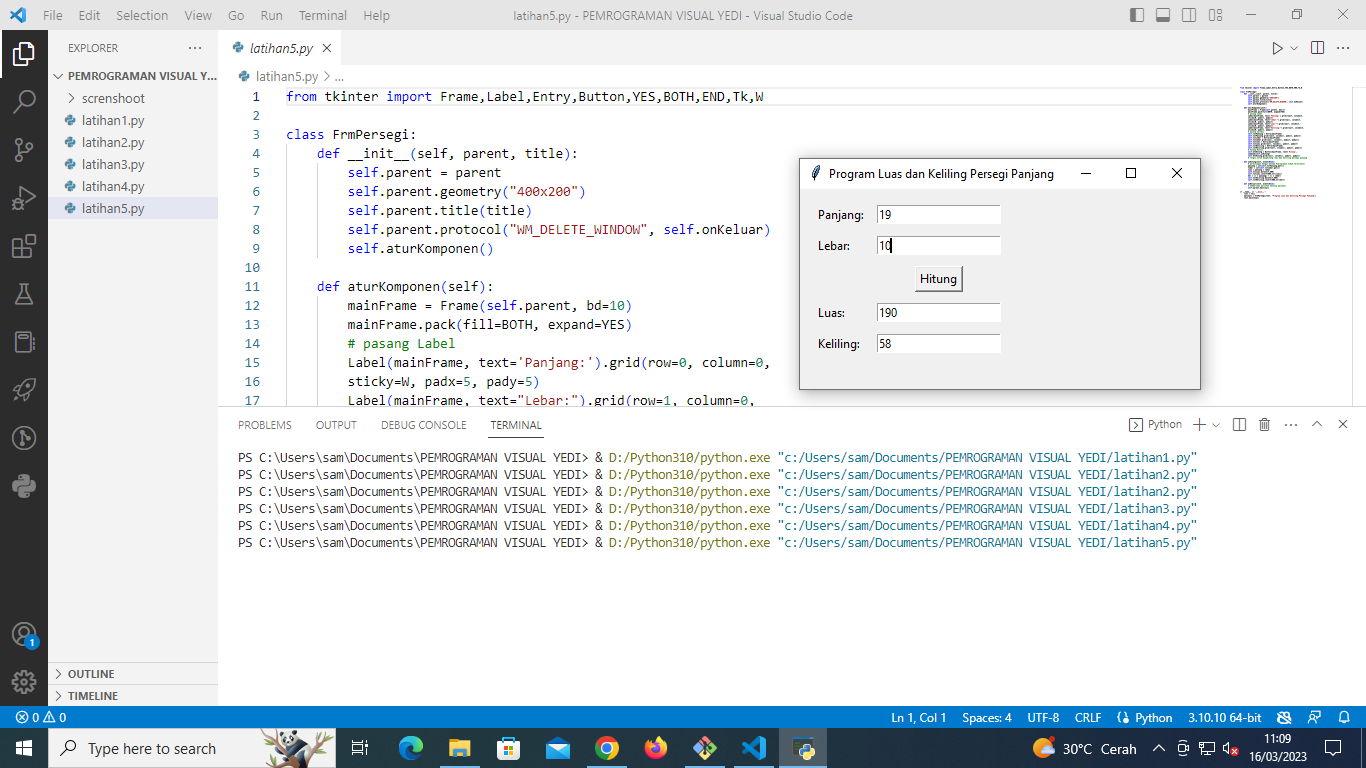 File Edit Selection View Go Run Terminal Help latihan5.py - PEMROGRAMAN VISUAL YEDI - Visual Studio Code
EXPLORER
PEMROGRAMAN VISUAL Y...
screnshoot
latihan1.py
latihan2.py
latihan3.py
latihan4.py
latihan5.py
OUTLINE
TIMELINE
latihan5.py
latihan5.py > ...
1 from tkinter import Frame,Label,Entry,Button,YES,BOTH,END,Tk,W
2
3 class FrmPersegi:
4 def __init__(self, parent, title):
5 self.parent = parent
6 self.parent.geometry("400x200")
7 self.parent.title(title)
8 self.parent.protocol("WM_DELETE_WINDOW", self.onKeluar)
9 self.aturKomponen()
10
11 def aturKomponen(self):
12 mainFrame = Frame(self.parent, bd=10)
13 mainFrame.pack(fill=BOTH, expand=YES)
14 # pasang Label
15 Label(mainFrame, text='Panjang:').grid(row=0, column=0,
16 sticky=W, padx=5, pady=5)
17 Label(mainFrame, text="Lebar:").grid(row=1, column=0,
Program Luas dan Keliling Persegi Panjang
Panjang: 19
Lebar: 10
Hitung
Luas: 190
Keliling: 58
PROBLEMS OUTPUT DEBUG CONSOLE TERMINAL Python
PS C:\Users\sam\Documents\PEMROGRAMAN VISUAL YEDI> & D:/Python310/python.exe "c:/Users/sam/Documents/PEMROGRAMAN VISUAL YEDI/latihan1.py"
PS C:\Users\sam\Documents\PEMROGRAMAN VISUAL YEDI> & D:/Python310/python.exe "c:/Users/sam/Documents/PEMROGRAMAN VISUAL YEDI/latihan2.py"
PS C:\Users\sam\Documents\PEMROGRAMAN VISUAL YEDI> & D:/Python310/python.exe "c:/Users/sam/Documents/PEMROGRAMAN VISUAL YEDI/latihan2.py"
PS C:\Users\sam\Documents\PEMROGRAMAN VISUAL YEDI> & D:/Python310/python.exe "c:/Users/sam/Documents/PEMROGRAMAN VISUAL YEDI/latihan3.py"
PS C:\Users\sam\Documents\PEMROGRAMAN VISUAL YEDI> & D:/Python310/python.exe "c:/Users/sam/Documents/PEMROGRAMAN VISUAL YEDI/latihan4.py"
PS C:\Users\sam\Documents\PEMROGRAMAN VISUAL YEDI> & D:/Python310/python.exe "c:/Users/sam/Documents/PEMROGRAMAN VISUAL YEDI/latihan5.py"
1
0 0 Ln 1, Col 1 Spaces: 4 UTF-8 CRLF Python 3.10.10 64-bit
Type here to search 30°C Cerah 11:09
16/03/2023